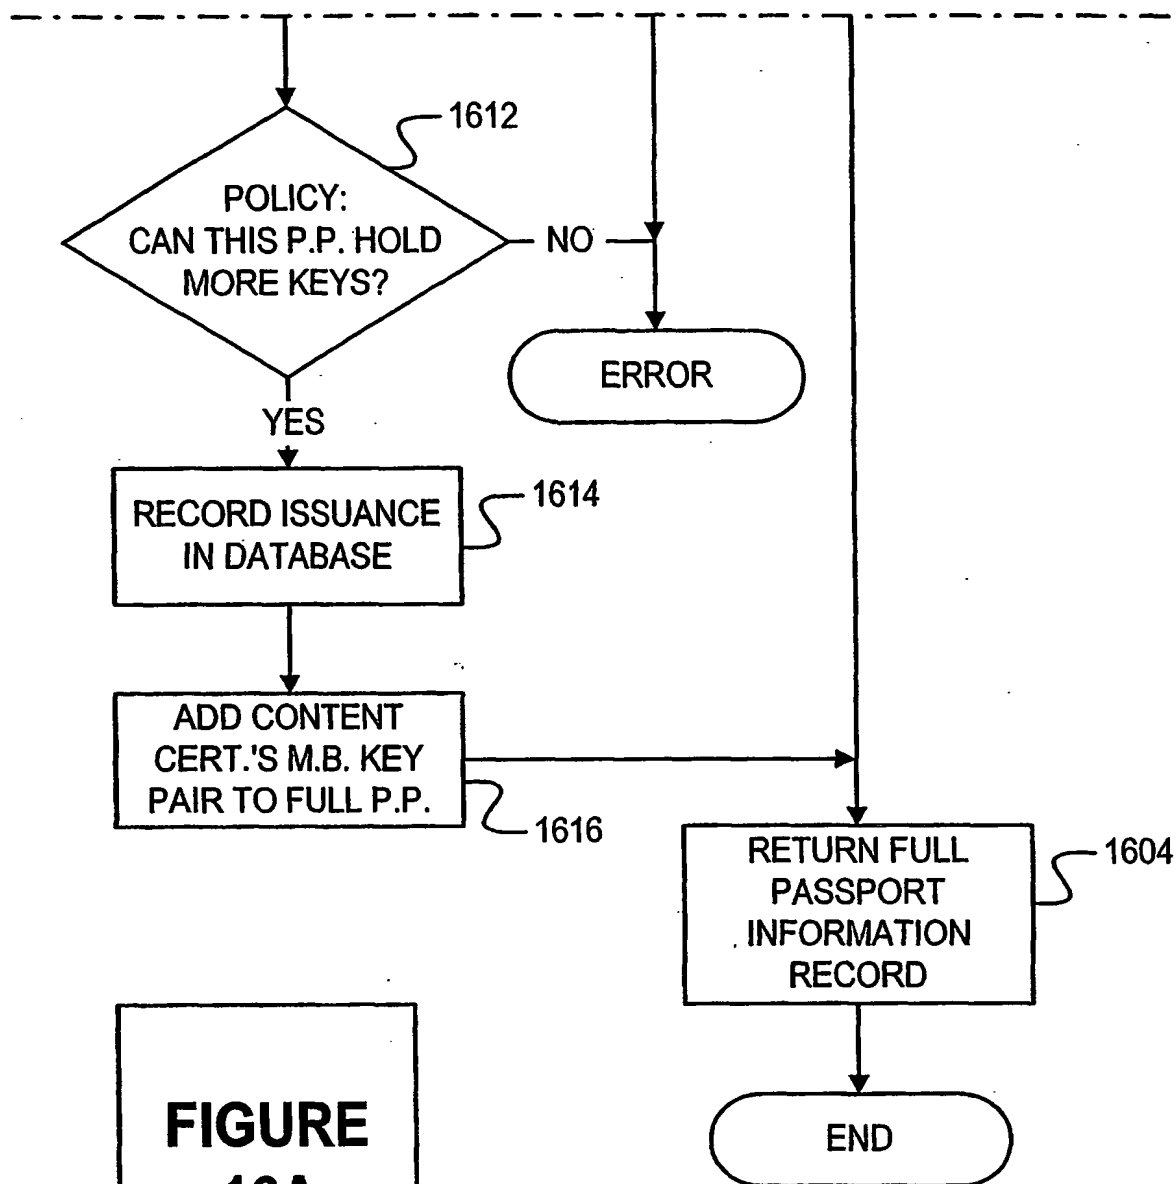 1612
POLICY:
CAN THIS P.P. HOLD
MORE KEYS?
NO
ERROR
YES
RECORD ISSUANCE
IN DATABASE
1614
ADD CONTENT
CERT.'S M.B. KEY
PAIR TO FULL P.P.
1616
RETURN FULL
PASSPORT
INFORMATION
RECORD
1604
END
FIGURE
16A